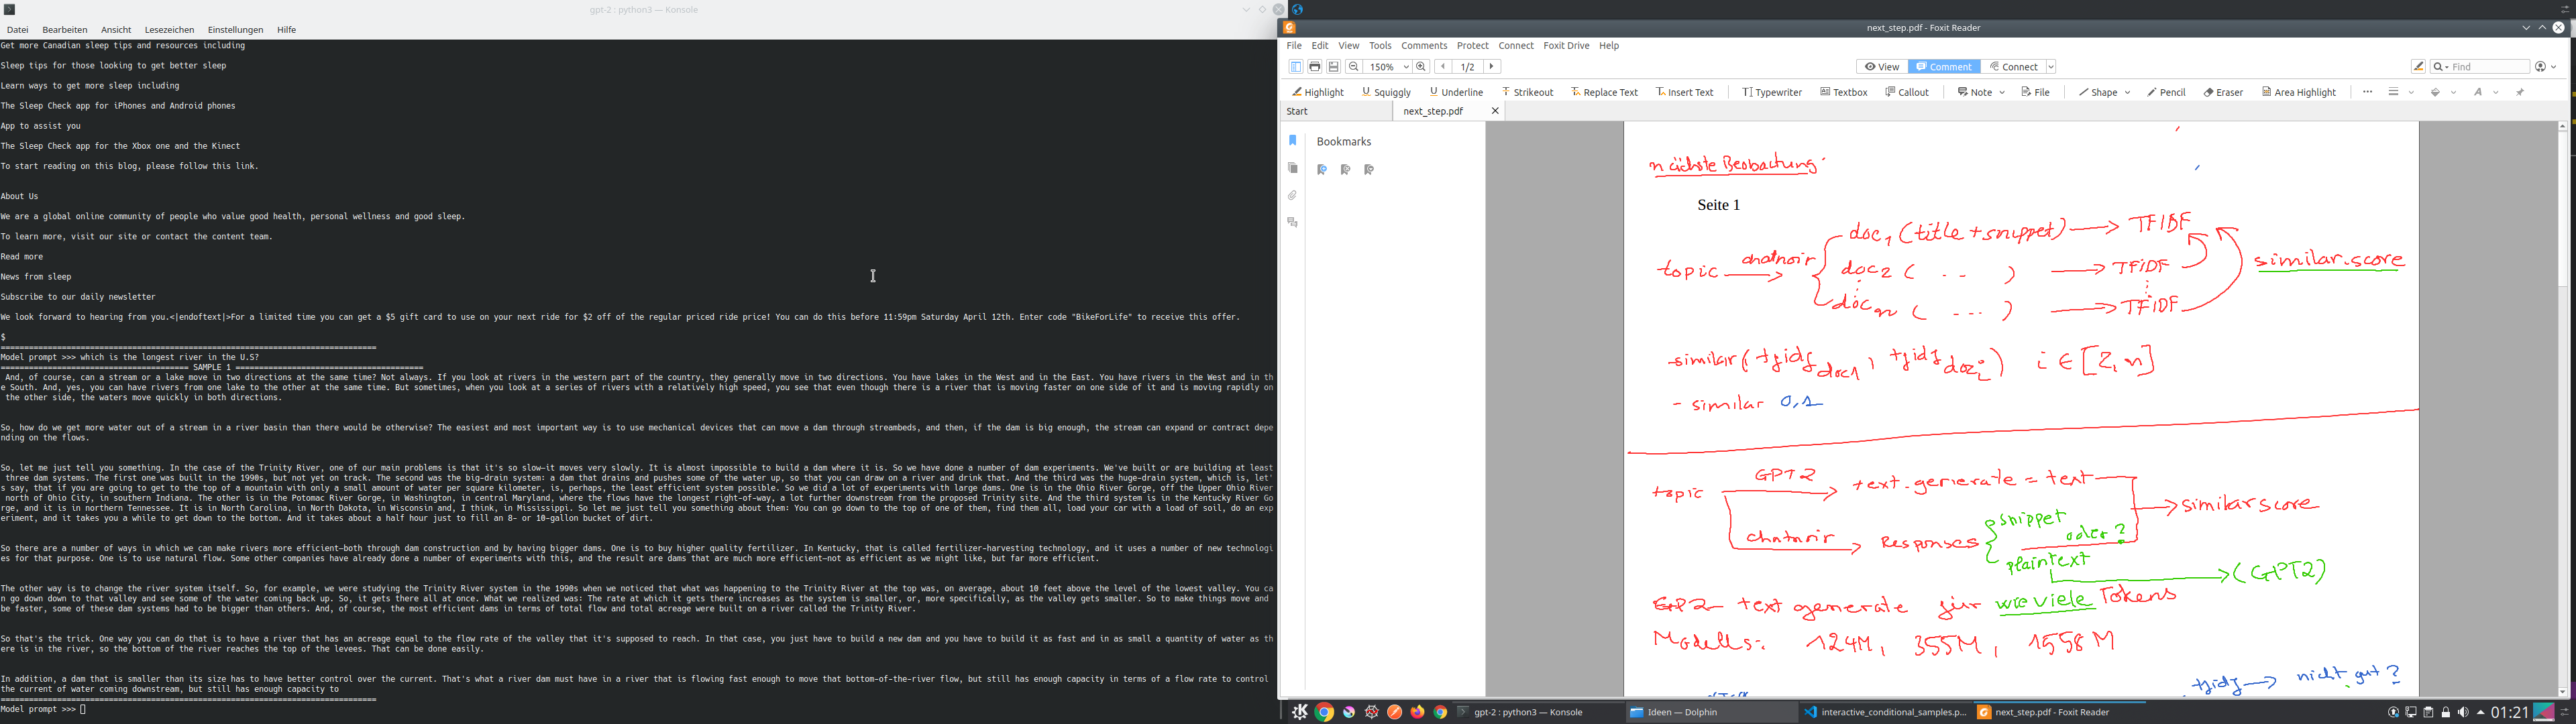 gpt-2 : python3 — Konsole
Datei Bearbeiten Ansicht Lesezeichen Einstellungen Hilfe
Get more Canadian sleep tips and resources including
Sleep tips for those looking to get better sleep
Learn ways to get more sleep including
The Sleep Check app for iPhones and Android phones
App to assist you
The Sleep Check app for the Xbox one and the Kinect
To start reading on this blog, please follow this link.
About Us
We are a global online community of people who value good health, personal wellness and good sleep.
To learn more, visit our site or contact the content team.
Read more
News from sleep
Subscribe to our daily newsletter
We look forward to hearing from you.<|endoftext|>For a limited time you can get a $5 gift card to use on your next ride for $2 off of the regular priced ride price! You can do this before 11:59pm Saturday April 12th. Enter code "BikeForLife" to receive this offer.
$
================================================================================
Model prompt >>> which is the longest river in the U.S?
======================================== SAMPLE 1 ========================================
And, of course, can a stream or a lake move in two directions at the same time? Not always. If you look at rivers in the western part of the country, they generally move in two directions. You have lakes in the West and in the East. You have rivers in the West and in th
e South. And, yes, you can have rivers from one lake to the other at the same time. But sometimes, when you look at a series of rivers with a relatively high speed, you see that even though there is a river that is moving faster on one side of it and is moving rapidly on
the other side, the waters move quickly in both directions.
So, how do we get more water out of a stream in a river basin than there would be otherwise? The easiest and most important way is to use mechanical devices that can move a dam through streambeds, and then, if the dam is big enough, the stream can expand or contract depe
nding on the flows.
So, let me just tell you something. In the case of the Trinity River, one of our main problems is that it's so slow—it moves very slowly. It is almost impossible to build a dam where it is. So we have done a number of dam experiments. We've built or are building at least
three dam systems. The first one was built in the 1990s, but not yet on track. The second was the big-drain system: a dam that drains and pushes some of the water up, so that you can draw on a river and drink that. And the third was the huge-drain system, which is, let'
s say, that if you are going to get to the top of a mountain with only a small amount of water per square kilometer, is, perhaps, the least efficient system possible. So we did a lot of experiments with large dams. One is in the Ohio River Gorge, off the Upper Ohio River
north of Ohio City, in southern Indiana. The other is in the Potomac River Gorge, in Washington, in central Maryland, where the flows have the longest right-of-way, a lot further downstream from the proposed Trinity site. And the third system is in the Kentucky River Go
rge, and it is in northern Tennessee. It is in North Carolina, in North Dakota, in Wisconsin and, I think, in Mississippi. So let me just tell you something about them: You can go down to the top of one of them, find them all, load your car with a load of soil, do an exp
eriment, and it takes you a while to get down to the bottom. And it takes about a half hour just to fill an 8- or 10-gallon bucket of dirt.
So there are a number of ways in which we can make rivers more efficient—both through dam construction and by having bigger dams. One is to buy higher quality fertilizer. In Kentucky, that is called fertilizer-harvesting technology, and it uses a number of new technologi
es for that purpose. One is to use natural flow. Some other companies have already done a number of experiments with this, and the result are dams that are much more efficient—not as efficient as we might like, but far more efficient.
The other way is to change the river system itself. So, for example, we were studying the Trinity River system in the 1990s when we noticed that what was happening to the Trinity River at the top was, on average, about 10 feet above the level of the lowest valley. You ca
n go down down to that valley and see some of the water coming back up. So, it gets there all at once. What we realized was: The rate at which it gets there increases as the system is smaller, or, more specifically, as the valley gets smaller. So to make things move and
be faster, some of these dam systems had to be bigger than others. And, of course, the most efficient dams in terms of total flow and total acreage were built on a river called the Trinity River.
So that's the trick. One way you can do that is to have a river that has an acreage equal to the flow rate of the valley that it's supposed to reach. In that case, you just have to build a new dam and you have to build it as fast and in as small a quantity of water as th
ere is in the river, so the bottom of the river reaches the top of the levees. That can be done easily.
In addition, a dam that is smaller than its size has to have better control over the current. That's what a river dam must have in a river that is flowing fast enough to move that bottom-of-the-river flow, but still has enough capacity in terms of a flow rate to control
the current of water coming downstream, but still has enough capacity to
================================================================================
Model prompt >>>
next_step.pdf - Foxit Reader
File Edit View Tools Comments Protect Connect Foxit Drive Help
150% 1/2 View Comment Connect Find
Highlight Squiggly Underline Strikeout Replace Text Insert Text Typewriter Textbox Callout Note File Shape Pencil Eraser Area Highlight
Start next_step.pdf
Bookmarks
nächste Beobachtung
Seite 1
doc1 (title+snippet) → TFIDF
topic chatnoir → doc2 ( ... ) → TFIDF similar.score
docn ( ... ) → TFIDF
-similar(tfidf doc1, tfidf doci) i ∈ [2,n]
- similar 0,1
topic GPT2 → text.generate = text → similarscore
chatnoir → Responses snippet oder ?
plaintext → (GPT2)
GP2 text generate für wieviele Tokens
Modells: 124M, 355M, 1558M
tfidf → nicht gut ?
gpt-2 : python3 — Konsole Ideen — Dolphin interactive_conditional_samples.p... next_step.pdf - Foxit Reader 01:21